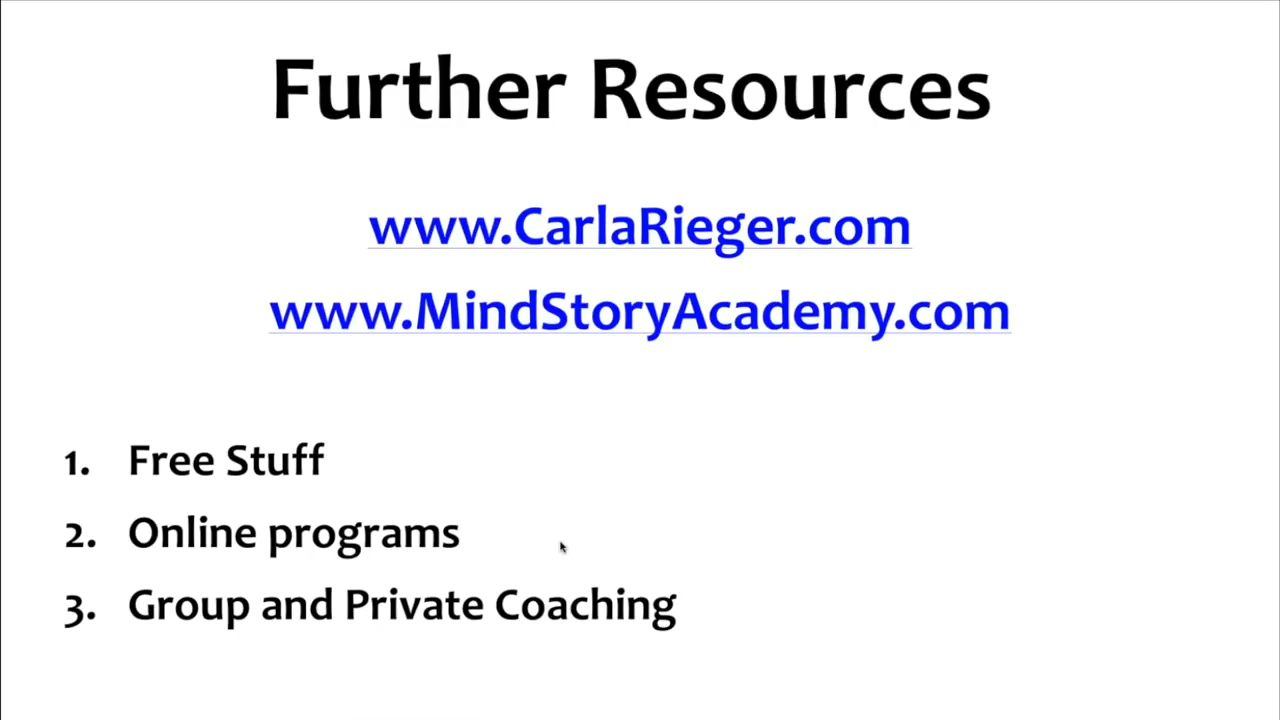 Further Resources
www.CarlaRieger.com
www.MindStoryAcademy.com
1. Free Stuff
2. Online programs
3. Group and Private Coaching